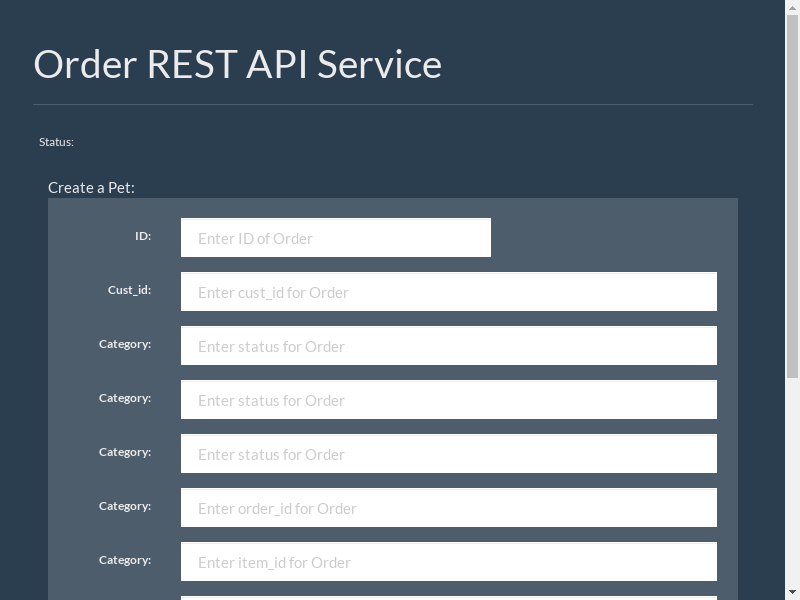 Order REST API Service
Status:
Create a Pet:
ID:
Enter ID of Order
Cust_id:
Enter cust_id for Order
Category:
Enter status for Order
Category:
Enter status for Order
Category:
Enter status for Order
Category:
Enter order_id for Order
Category:
Enter item_id for Order